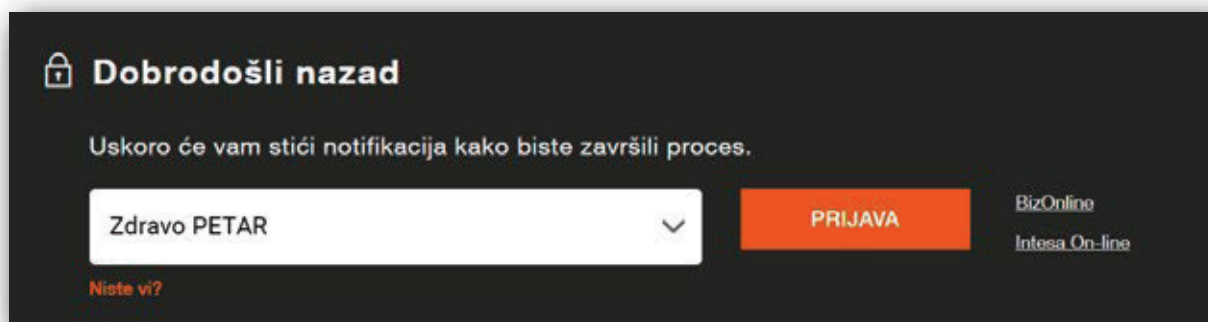 Dobrodošli nazad
Uskoro će vam stići notifikacija kako biste završili proces.
Zdravo PETAR
PRIJAVA
BizOnline
Intesa On-line
Niste vi?